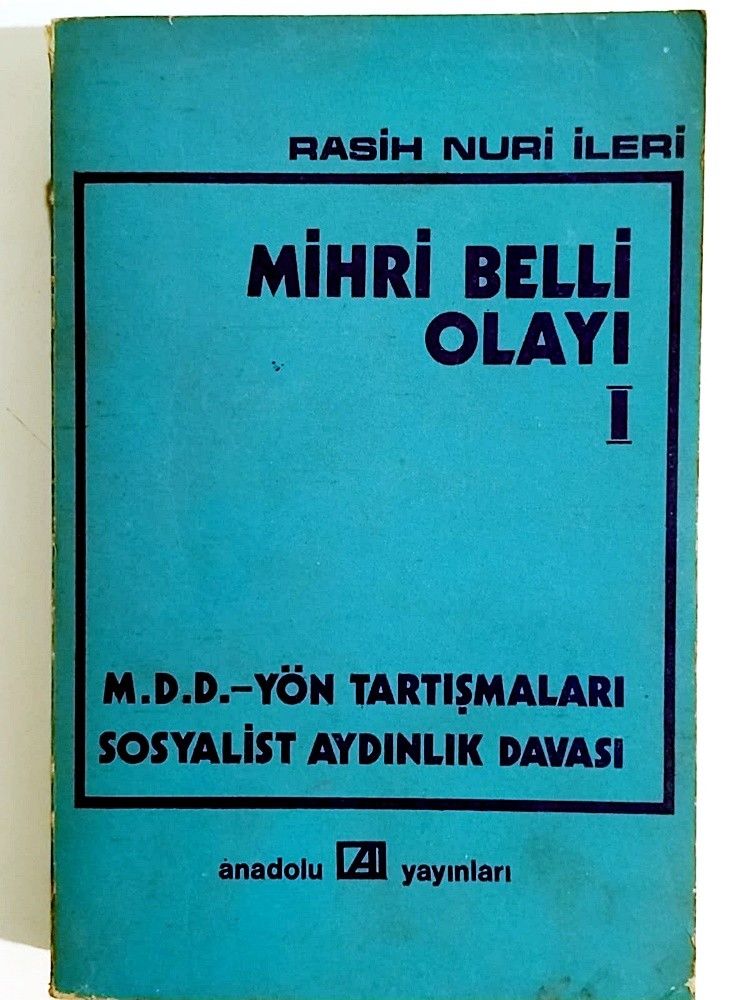 RASİH NURİ İLERİ
MİHRİ BELLİ
OLAYI
I
M.D.D.–YÖN TARTIŞMALARI
SOSYALİST AYDINLIK DAVASI
anadolu A yayınları